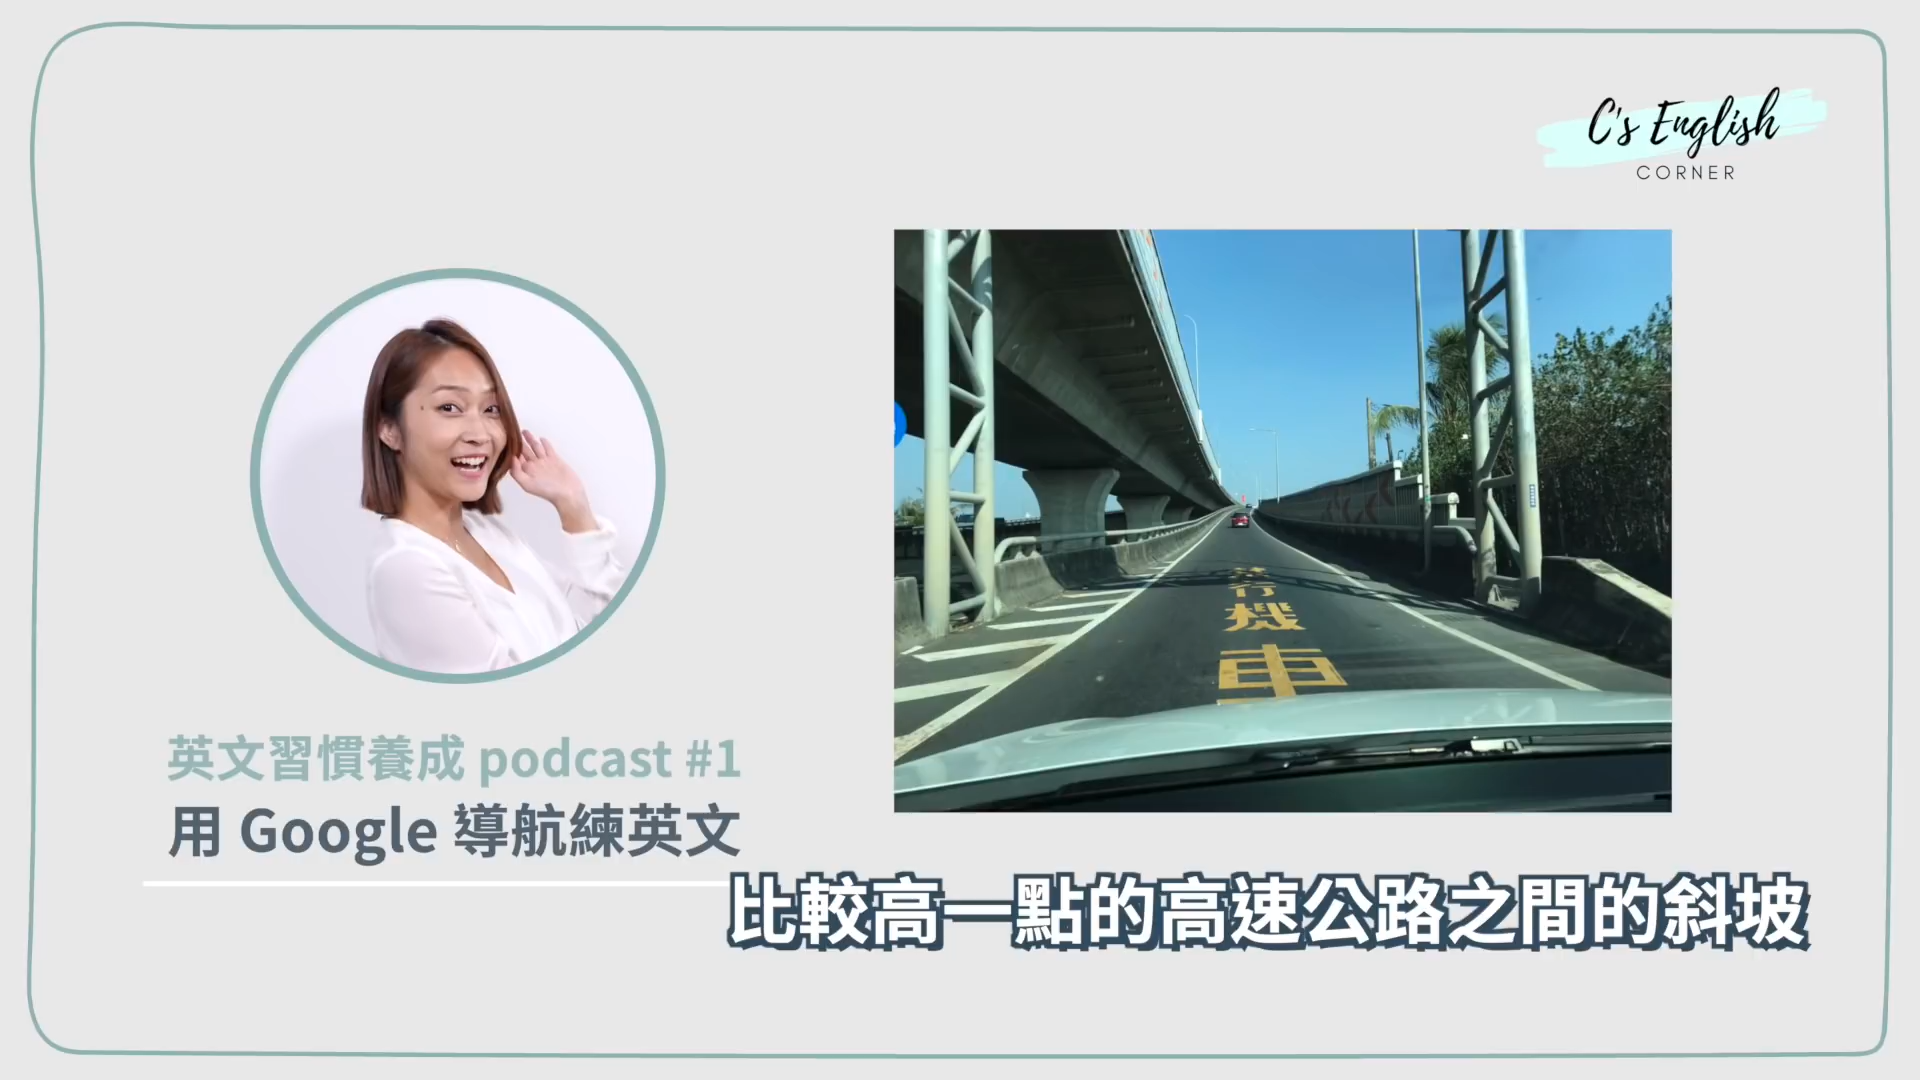 C's English
CORNER
行
機
車
英文習慣養成 podcast #1
用 Google 導航練英文
比較高一點的高速公路之間的斜坡